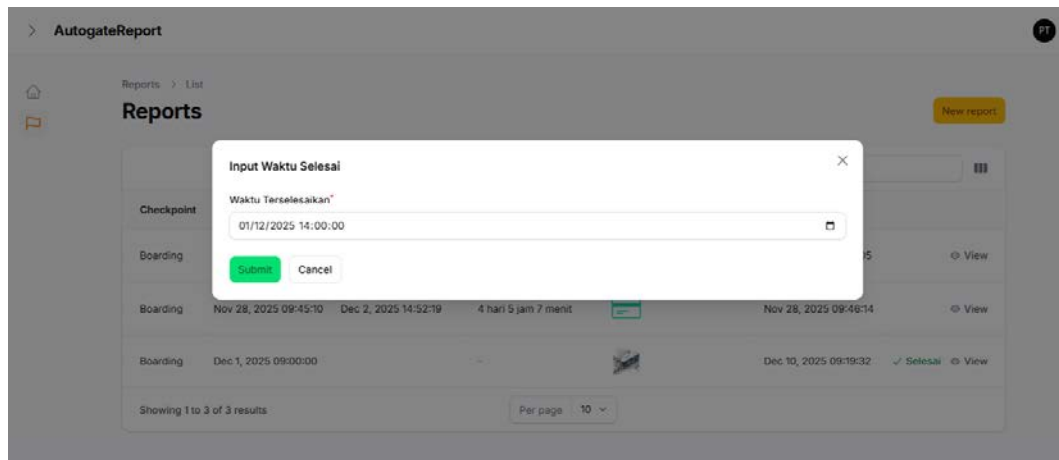 AutogateReport
PT
Reports > List
Reports
New report
Input Waktu Selesai
Waktu Terselesaikan*
01/12/2025 14:00:00
Submit Cancel
Checkpoint
Boarding 05 View
Boarding Nov 28, 2025 09:45:10 Dec 2, 2025 14:52:19 4 hari 5 jam 7 menit Nov 28, 2025 09:46:14 View
Boarding Dec 1, 2025 09:00:00 - Dec 10, 2025 09:19:32 ✓ Selesai View
Showing 1 to 3 of 3 results Per page 10